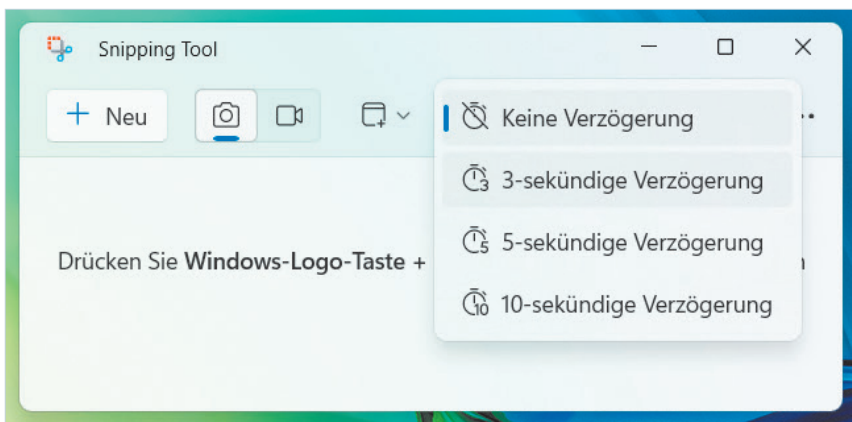 Snipping Tool
Neu
Keine Verzögerung
3-sekündige Verzögerung
5-sekündige Verzögerung
10-sekündige Verzögerung
Drücken Sie Windows-Logo-Taste +